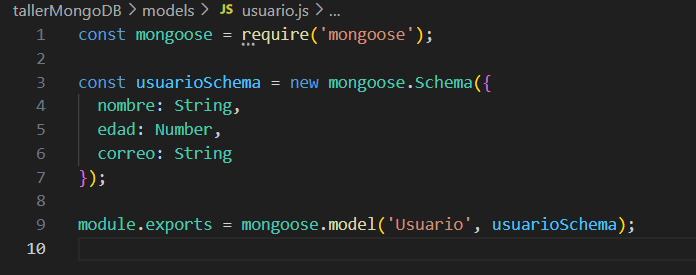 tallerMongoDB > models > JS usuario.js > ...
1 const mongoose = require('mongoose');
2
3 const usuarioSchema = new mongoose.Schema({
4   nombre: String,
5   edad: Number,
6   correo: String
7 });
8
9 module.exports = mongoose.model('Usuario', usuarioSchema);
10